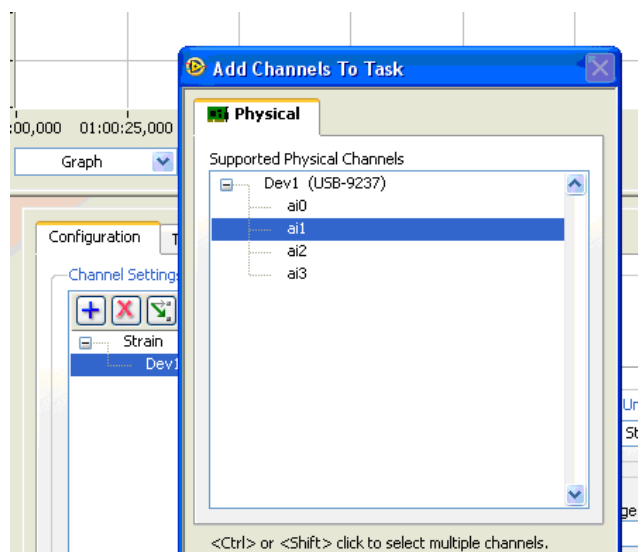 Add Channels To Task
Physical
:00,000 01:00:25,000
Graph
Supported Physical Channels
Dev1 (USB-9237)
ai0
ai1
ai2
ai3
Configuration T
Channel Settings
Strain
Dev1
Un
St
ge
<Ctrl> or <Shift> click to select multiple channels.